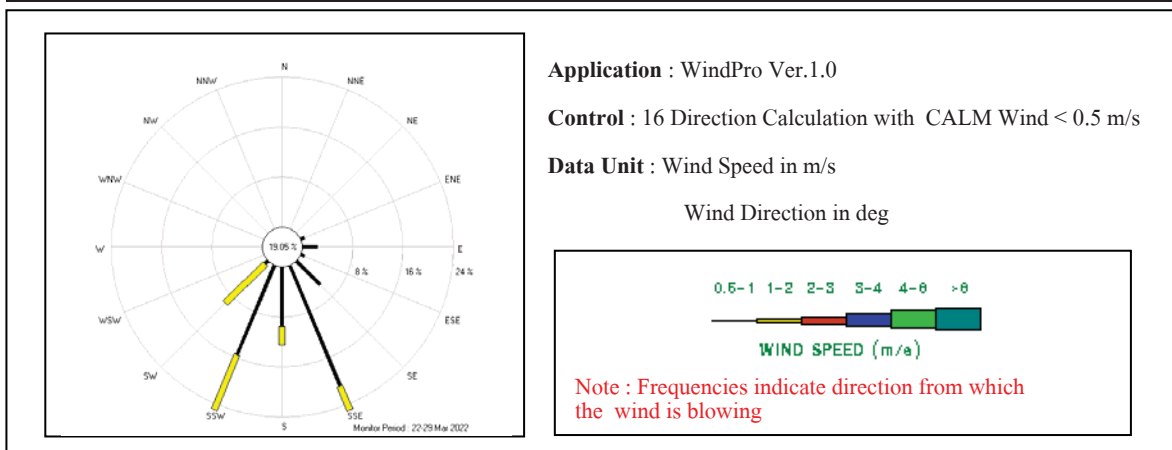 N
NNW
NNE
NW
NE
WNW
ENE
W
19.05 %
E
8 %
16 %
24 %
WSW
ESE
SW
SE
SSW
SSE
S
Monitor Period : 22-29 Mar 2022
Application : WindPro Ver.1.0
Control : 16 Direction Calculation with CALM Wind < 0.5 m/s
Data Unit : Wind Speed in m/s
Wind Direction in deg
0.5-1 1-2 2-3 3-4 4-6 >6
WIND SPEED (m/s)
Note : Frequencies indicate direction from which
the wind is blowing